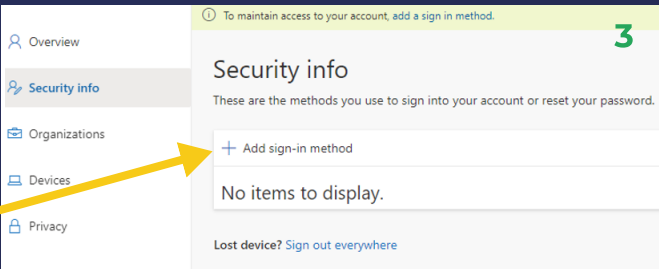 To maintain access to your account, add a sign in method.
3
Overview
Security info
Organizations
Devices
Privacy
Security info
These are the methods you use to sign into your account or reset your password.
Add sign-in method
No items to display.
Lost device? Sign out everywhere